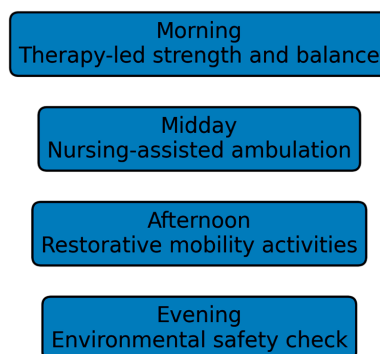 Morning
Therapy-led strength and balance
Midday
Nursing-assisted ambulation
Afternoon
Restorative mobility activities
Evening
Environmental safety check